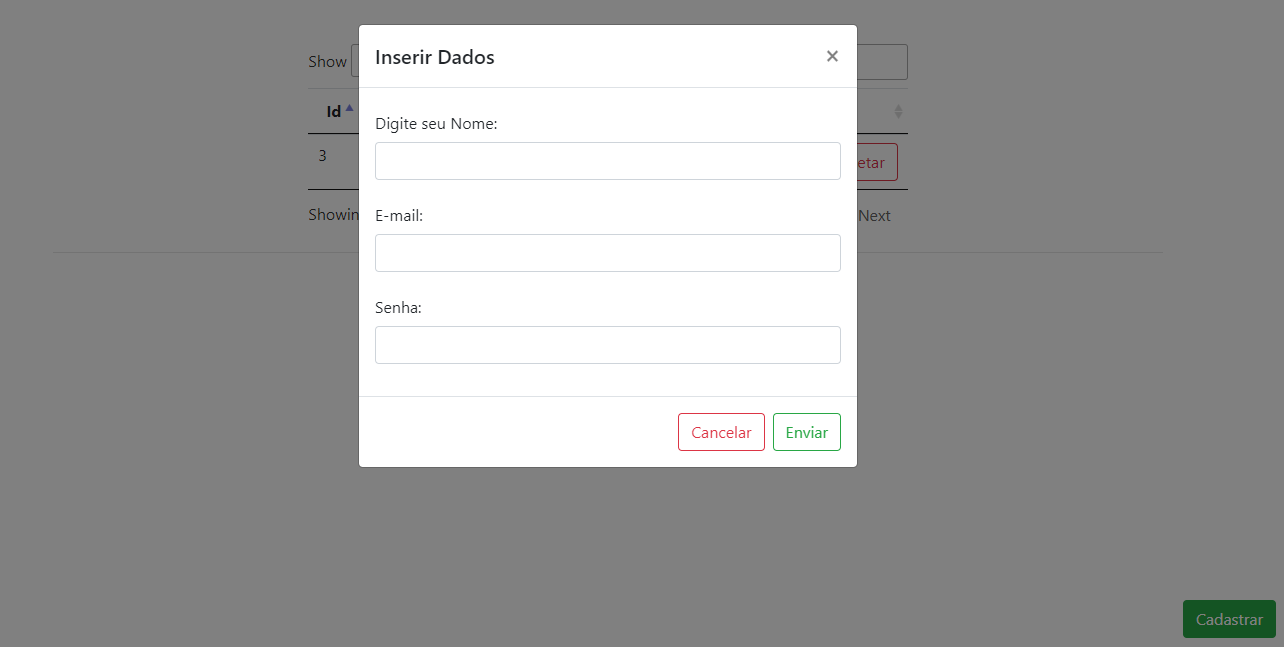 Inserir Dados ×
Show
Id
Digite seu Nome:
3
etar
E-mail:
Showin
Next
Senha:
Cancelar Enviar
Cadastrar